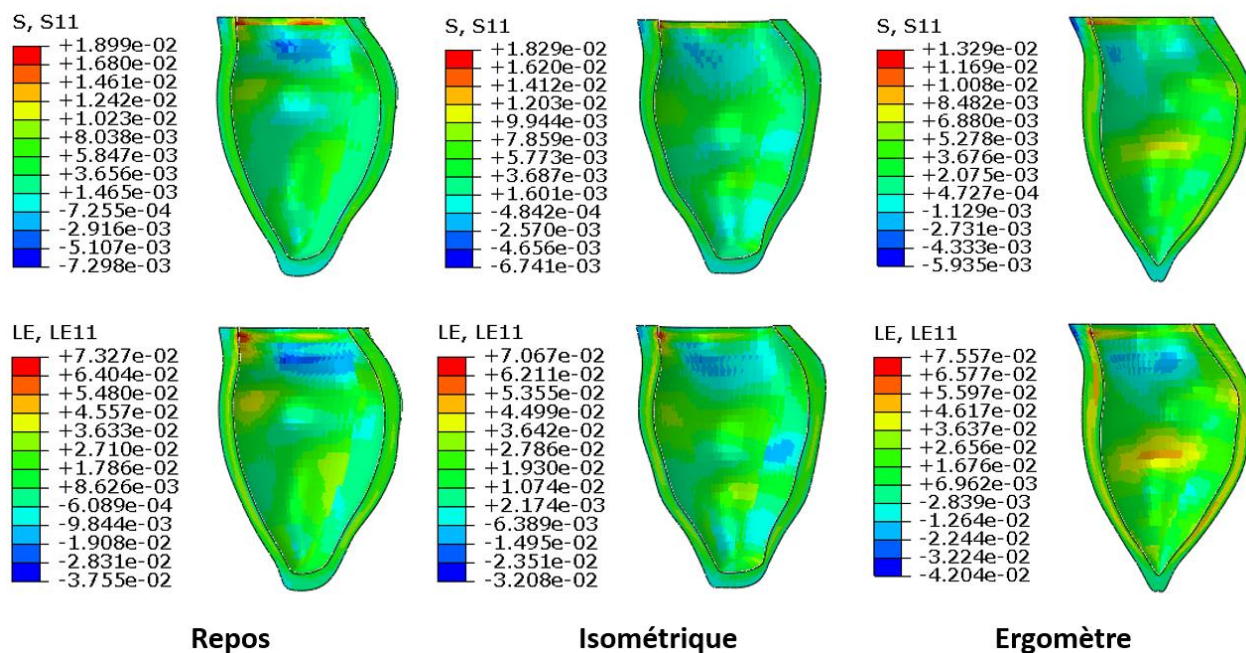 S, S11
+1.899e-02
+1.680e-02
+1.461e-02
+1.242e-02
+1.023e-02
+8.038e-03
+5.847e-03
+3.656e-03
+1.465e-03
-7.255e-04
-2.916e-03
-5.107e-03
-7.298e-03
S, S11
+1.829e-02
+1.620e-02
+1.412e-02
+1.203e-02
+9.944e-03
+7.859e-03
+5.773e-03
+3.687e-03
+1.601e-03
-4.842e-04
-2.570e-03
-4.656e-03
-6.741e-03
S, S11
+1.329e-02
+1.169e-02
+1.008e-02
+8.482e-03
+6.880e-03
+5.278e-03
+3.676e-03
+2.075e-03
+4.727e-04
-1.129e-03
-2.731e-03
-4.333e-03
-5.935e-03
LE, LE11
+7.327e-02
+6.404e-02
+5.480e-02
+4.557e-02
+3.633e-02
+2.710e-02
+1.786e-02
+8.626e-03
-6.089e-04
-9.844e-03
-1.908e-02
-2.831e-02
-3.755e-02
LE, LE11
+7.067e-02
+6.211e-02
+5.355e-02
+4.499e-02
+3.642e-02
+2.786e-02
+1.930e-02
+1.074e-02
+2.174e-03
-6.389e-03
-1.495e-02
-2.351e-02
-3.208e-02
LE, LE11
+7.557e-02
+6.577e-02
+5.597e-02
+4.617e-02
+3.637e-02
+2.656e-02
+1.676e-02
+6.962e-03
-2.839e-03
-1.264e-02
-2.244e-02
-3.224e-02
-4.204e-02
Repos
Isométrique
Ergomètre